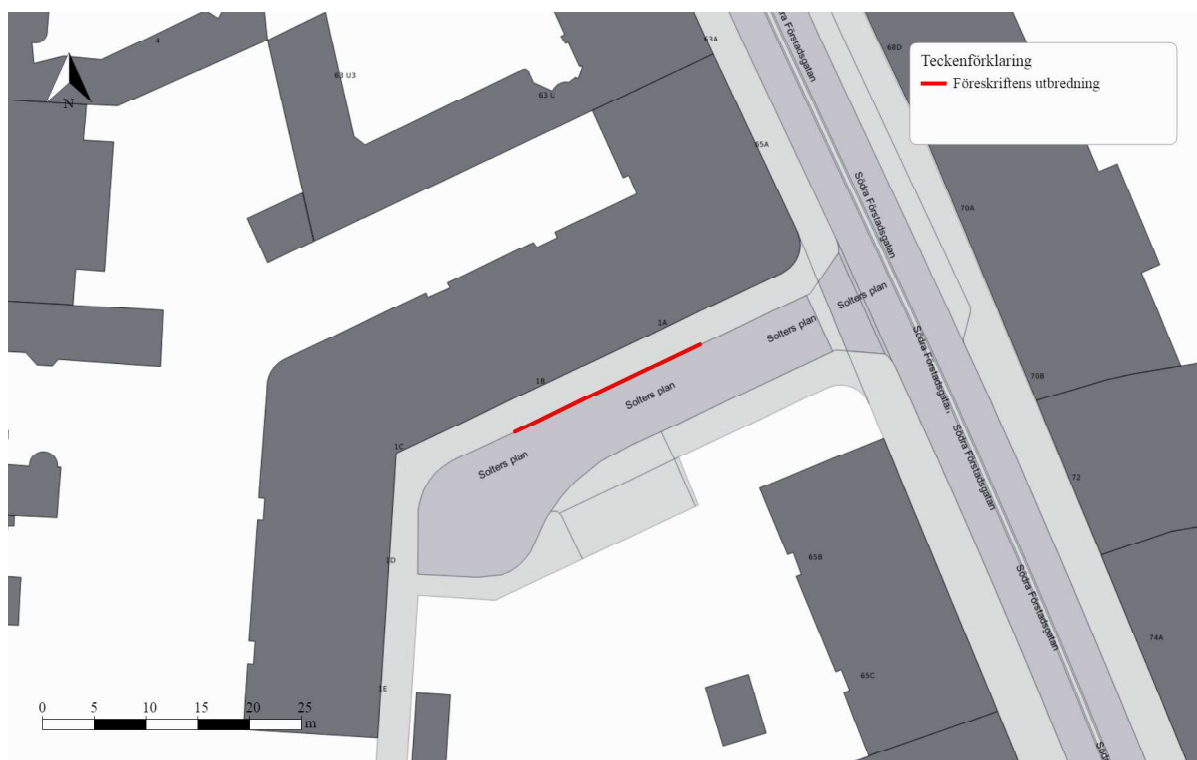 Teckenförklaring
Föreskriftens utbredning
N
63 U3
63A
65A
68D
70A
70B
72
74A
65B
65C
1A
1B
1C
1D
1E
Södra Förstadsgatan
Södra Förstadsgatan
Södra Förstadsgatan
Södra Förstadsgatan
Södra Förstadsgatan
Solters plan
Solters plan
Solters plan
Solters plan
0 5 10 15 20 25
m